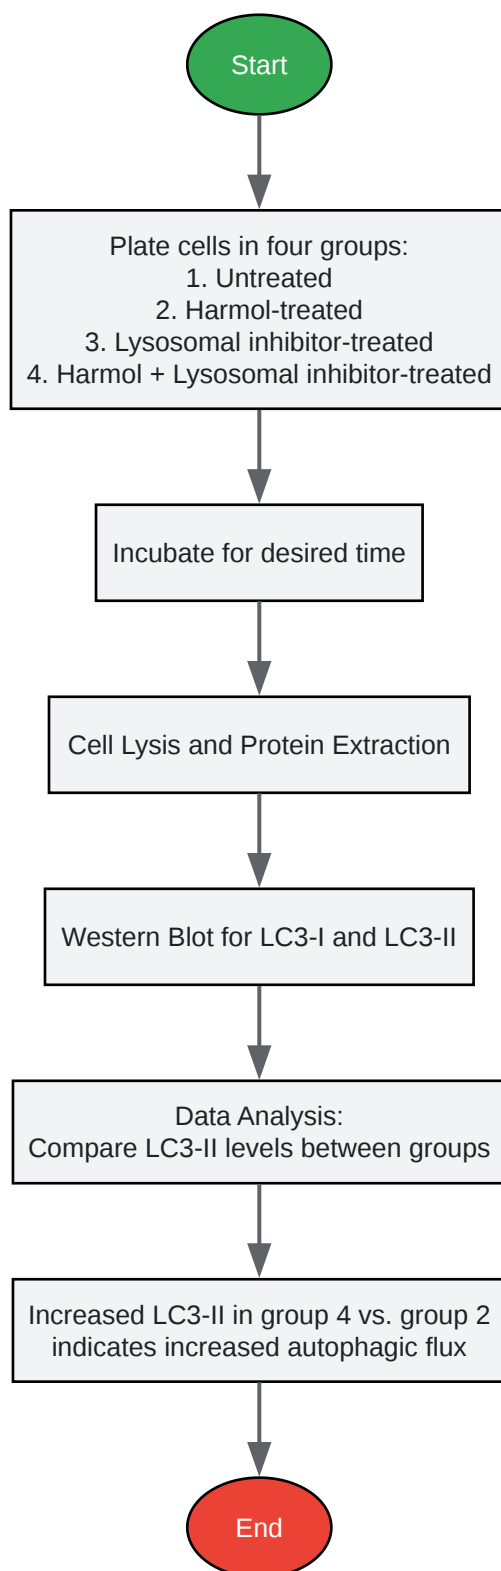 Start
Plate cells in four groups:
1. Untreated
2. Harmol-treated
3. Lysosomal inhibitor-treated
4. Harmol + Lysosomal inhibitor-treated
Incubate for desired time
Cell Lysis and Protein Extraction
Western Blot for LC3-I and LC3-II
Data Analysis:
Compare LC3-II levels between groups
Increased LC3-II in group 4 vs. group 2
indicates increased autophagic flux
End